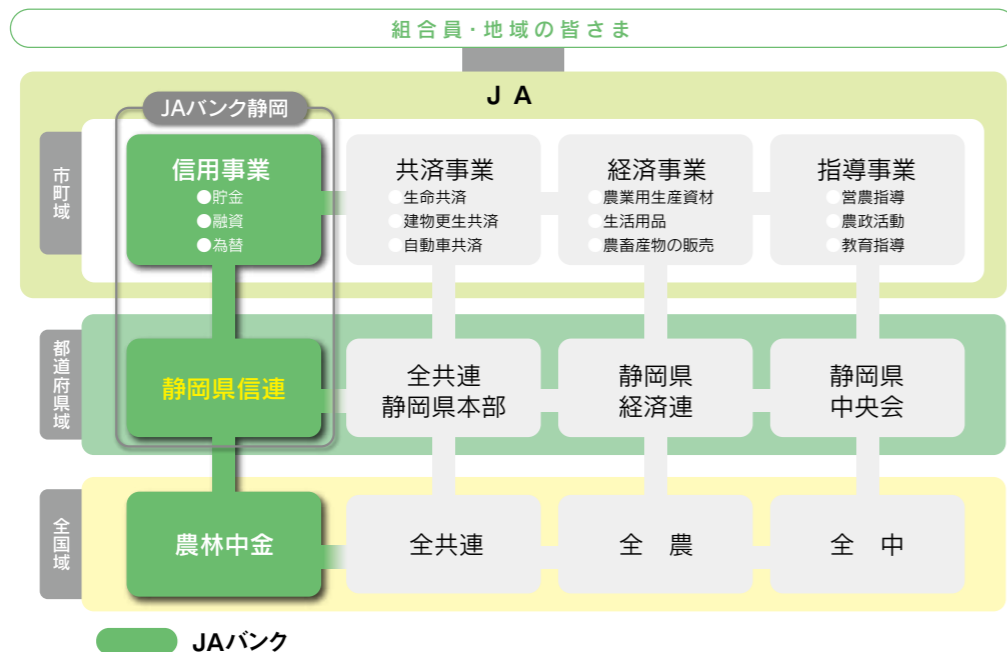 組合員・地域の皆さま
JA
JAバンク静岡
市町域
信用事業
●貯金
●融資
●為替
共済事業
●生命共済
●建物更生共済
●自動車共済
経済事業
●農業用生産資材
●生活用品
●農畜産物の販売
指導事業
●営農指導
●農政活動
●教育指導
都道府県域
静岡県信連
全共連
静岡県本部
静岡県
経済連
静岡県
中央会
全国域
農林中金
全共連
全　農
全　中
JAバンク